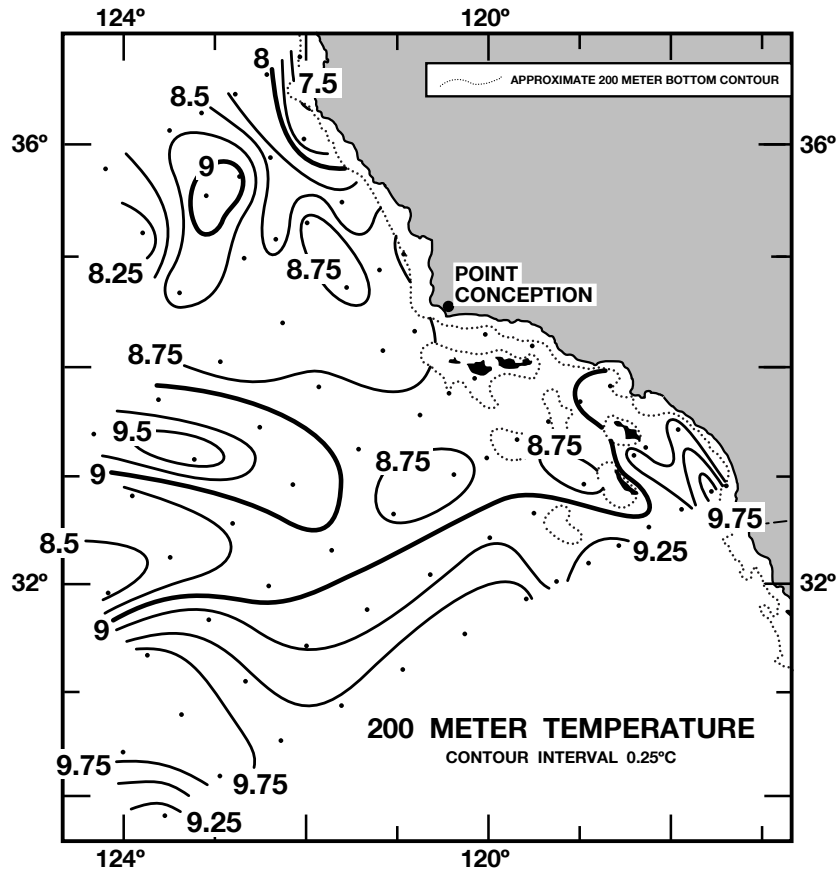 124º 120º
8
7.5
APPROXIMATE 200 METER BOTTOM CONTOUR
8.5
36º 36º
9
8.25
8.75
POINT
CONCEPTION
8.75
9.5
8.75
8.75
9
9.75
8.5
9.25
32º 32º
9
200 METER TEMPERATURE
CONTOUR INTERVAL 0.25ºC
9.75
9.75
9.25
124º 120º